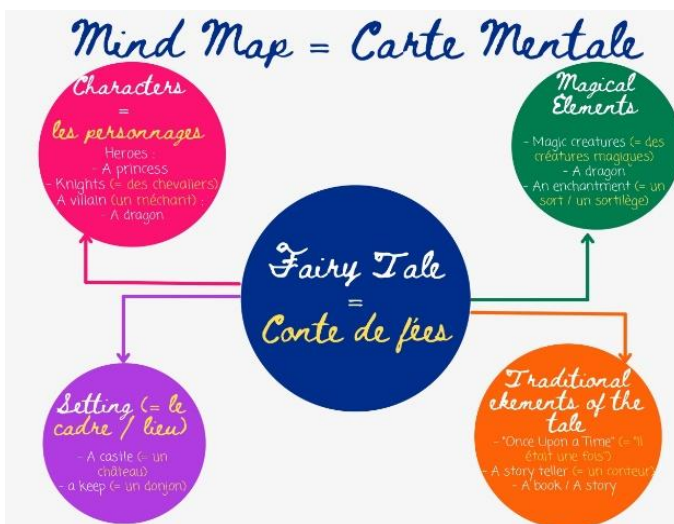 Mind Map = Carte Mentale
Characters
=
les personnages
Heroes :
- A princess
- Knights (= des chevaliers)
A villain (un méchant) :
- A dragon
Magical
Elements
- Magic creatures (= des
créatures magiques)
- A dragon
- An enchantment (= un
sort / un sortilège)
Fairy Tale
=
Conte de fées
Setting (= le
cadre / lieu)
- A castle (= un
château)
- a keep (= un donjon)
Traditional
ekements of the
tale
- "Once Upon a Time" (= "Il
était une fois")
- A story teller (= un conteur)
- A book / A story